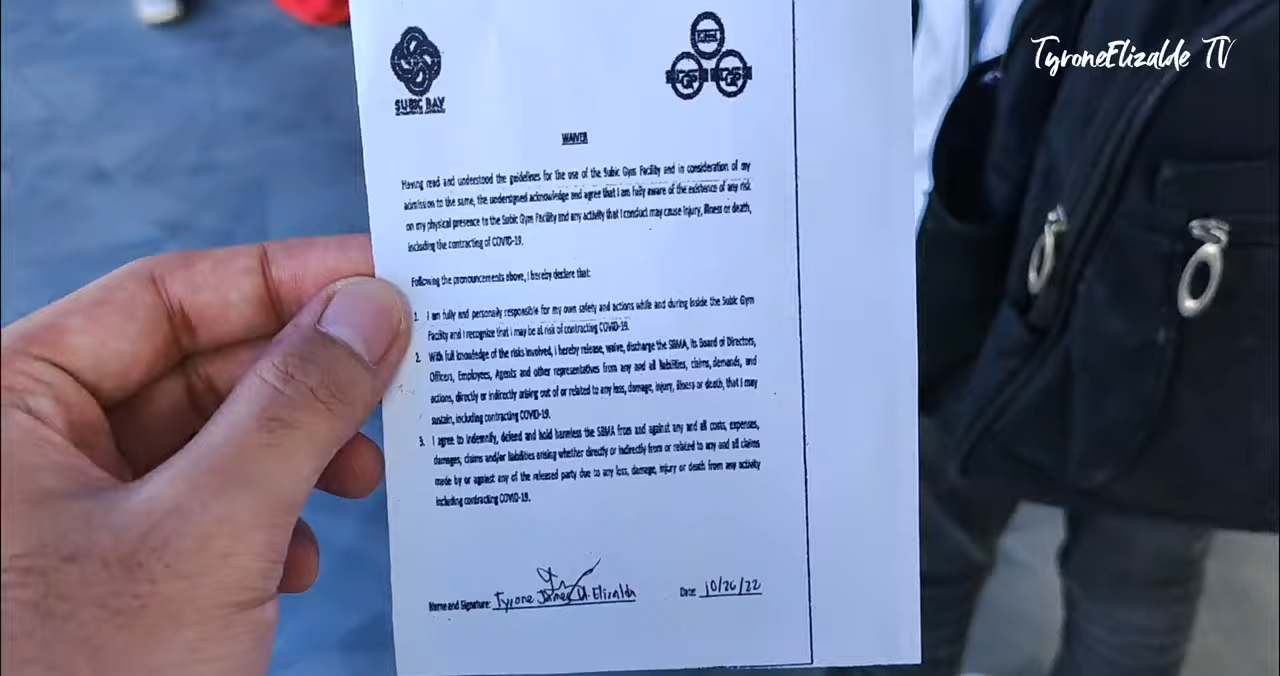 TyroneElizalde TV
SUBIC BAY
WAIVER
Having read and understood the guidelines for the use of the Subic Gym Facility and in consideration of my
admission to the same, the undersigned acknowledge and agree that I am fully aware of the existence of any risk
on my physical presence to the Subic Gym Facility and any activity that I conduct may cause injury, illness or death,
including the contracting of COVID-19.
Following the pronouncements above, I hereby declare that:
1. I am fully and personally responsible for my own safety and actions while and during inside the Subic Gym
Facility and I recognize that I may be at risk of contracting COVID-19.
2. With full knowledge of the risks involved, I hereby release, waive, discharge the SBMA, its Board of Directors,
Officers, Employees, Agents and other representatives from any and all liabilities, claims, demands, and
actions, directly or indirectly arising out of or related to any loss, damage, injury, illness or death, that I may
sustain, including contracting COVID-19.
3. I agree to indemnify, defend and hold harmless the SBMA from and against any and all costs, expenses,
damages, claims and/or liabilities arising whether directly or indirectly from or related to any and all claims
made by or against any of the released party due to any loss, damage, injury or death from any activity
including contracting COVID-19.
Name and Signature: Tyrone James U. Elizalde Date: 10/26/22